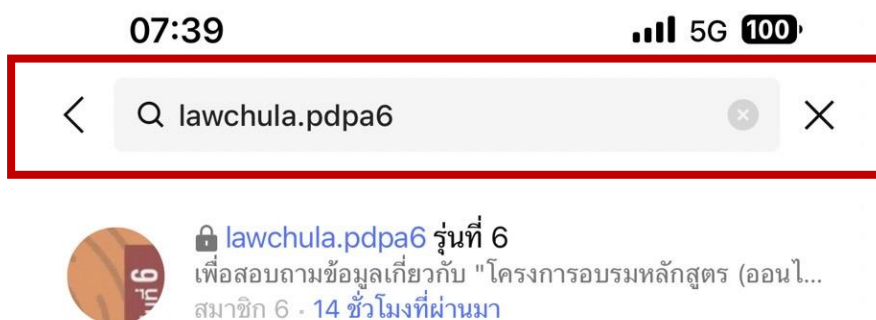 07:39 5G 100
lawchula.pdpa6
lawchula.pdpa6 รุ่นที่ 6
เพื่อสอบถามข้อมูลเกี่ยวกับ "โครงการอบรมหลักสูตร (ออนไ...
สมาชิก 6 · 14 ชั่วโมงที่ผ่านมา